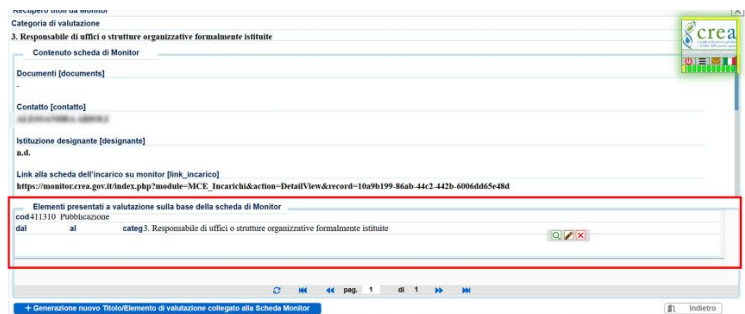 Recupero titoli da Monitor
Categoria di valutazione
3. Responsabile di uffici o strutture organizzative formalmente istituite
crea
Contenuto scheda di Monitor
Documenti [documents]
-
Contatto [contatto]
Istituzione designante [designante]
n.d.
Link alla scheda dell'incarico su monitor [link_incarico]
https://monitor.crea.gov.it/index.php?module=MCE_Incarichi&action=DetailView&record=10a9b199-86ab-44c2-442b-6006dd65e48d
Elementi presentati a valutazione sulla base della scheda di Monitor
cod 411310 Pubblicazione
dal al categ 3. Responsabile di uffici o strutture organizzative formalmente istituite
pag. 1 di 1
+ Generazione nuovo Titolo/Elemento di valutazione collegato alla Scheda Monitor
Indietro